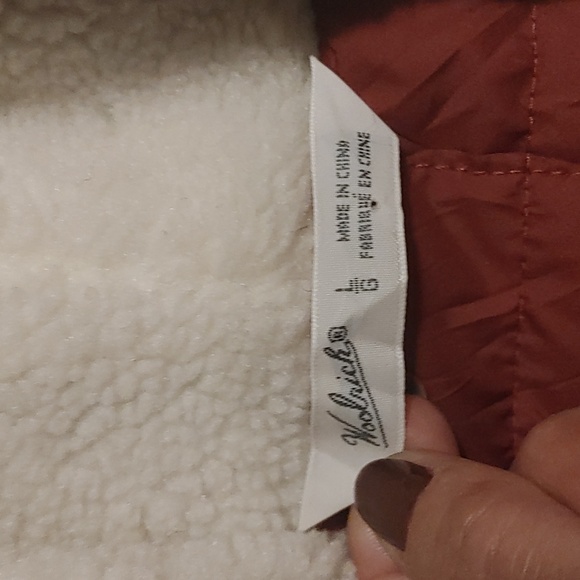 Woolrich®
L
G
MADE IN CHINA
FABRIQUÉ EN CHINE